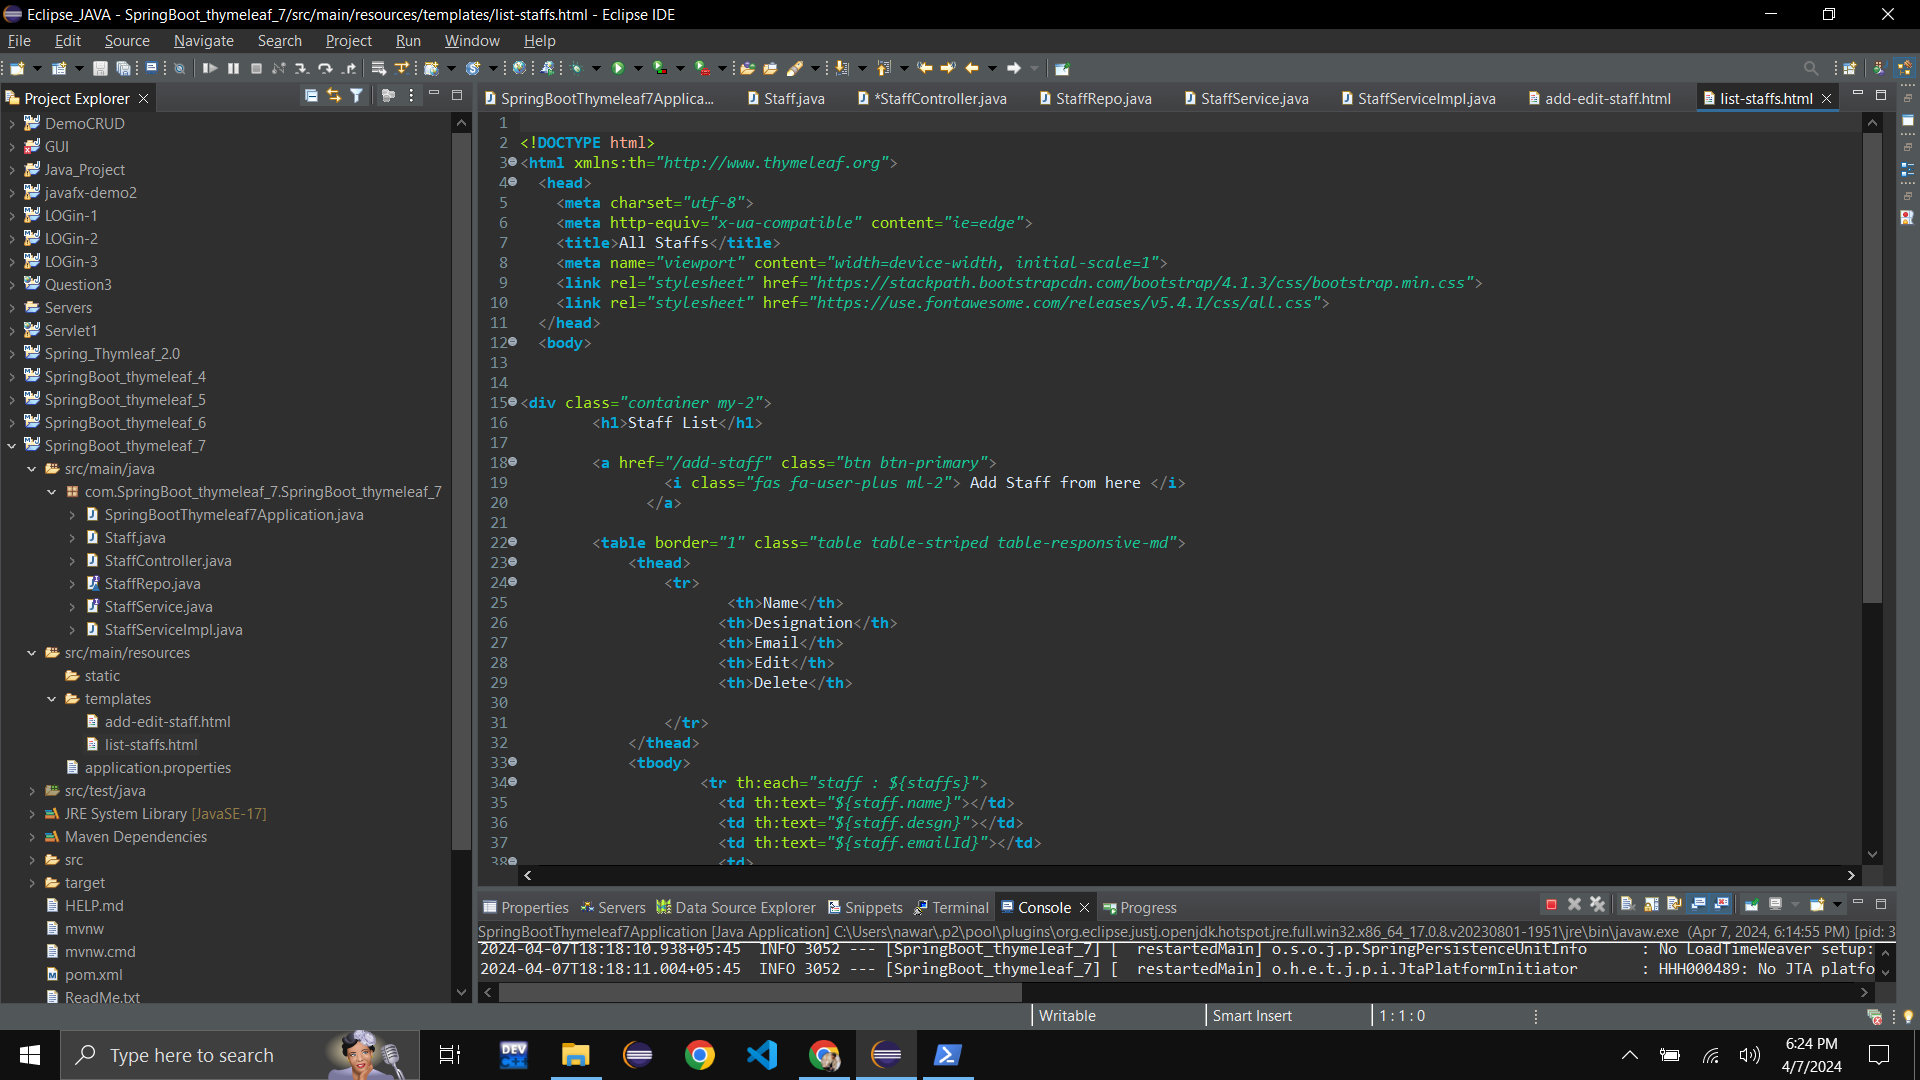 Eclipse_JAVA - SpringBoot_thymeleaf_7/src/main/resources/templates/list-staffs.html - Eclipse IDE
File Edit Source Navigate Search Project Run Window Help
Project Explorer
DemoCRUD
GUI
Java_Project
javafx-demo2
LOGin-1
LOGin-2
LOGin-3
Question3
Servers
Servlet1
Spring_Thymleaf_2.0
SpringBoot_thymeleaf_4
SpringBoot_thymeleaf_5
SpringBoot_thymeleaf_6
SpringBoot_thymeleaf_7
src/main/java
com.SpringBoot_thymeleaf_7.SpringBoot_thymeleaf_7
SpringBootThymeleaf7Application.java
Staff.java
StaffController.java
StaffRepo.java
StaffService.java
StaffServiceImpl.java
src/main/resources
static
templates
add-edit-staff.html
list-staffs.html
application.properties
src/test/java
JRE System Library [JavaSE-17]
Maven Dependencies
src
target
HELP.md
mvnw
mvnw.cmd
pom.xml
ReadMe.txt
SpringBootThymeleaf7Applica... Staff.java *StaffController.java StaffRepo.java StaffService.java StaffServiceImpl.java add-edit-staff.html list-staffs.html
1
2 <!DOCTYPE html>
3 <html xmlns:th="http://www.thymeleaf.org">
4 <head>
5 <meta charset="utf-8">
6 <meta http-equiv="x-ua-compatible" content="ie=edge">
7 <title>All Staffs</title>
8 <meta name="viewport" content="width=device-width, initial-scale=1">
9 <link rel="stylesheet" href="https://stackpath.bootstrapcdn.com/bootstrap/4.1.3/css/bootstrap.min.css">
10 <link rel="stylesheet" href="https://use.fontawesome.com/releases/v5.4.1/css/all.css">
11 </head>
12 <body>
13
14
15 <div class="container my-2">
16 <h1>Staff List</h1>
17
18 <a href="/add-staff" class="btn btn-primary">
19 <i class="fas fa-user-plus ml-2"> Add Staff from here </i>
20 </a>
21
22 <table border="1" class="table table-striped table-responsive-md">
23 <thead>
24 <tr>
25 <th>Name</th>
26 <th>Designation</th>
27 <th>Email</th>
28 <th>Edit</th>
29 <th>Delete</th>
30
31 </tr>
32 </thead>
33 <tbody>
34 <tr th:each="staff : ${staffs}">
35 <td th:text="${staff.name}"></td>
36 <td th:text="${staff.desgn}"></td>
37 <td th:text="${staff.emailId}"></td>
38 <td>
Properties Servers Data Source Explorer Snippets Terminal Console Progress
SpringBootThymeleaf7Application [Java Application] C:\Users\nawar\.p2\pool\plugins\org.eclipse.justj.openjdk.hotspot.jre.full.win32.x86_64_17.0.8.v20230801-1951\jre\bin\javaw.exe (Apr 7, 2024, 6:14:55 PM) [pid: 3
2024-04-07T18:18:10.938+05:45 INFO 3052 --- [SpringBoot_thymeleaf_7] [ restartedMain] o.s.o.j.p.SpringPersistenceUnitInfo : No LoadTimeWeaver setup:
2024-04-07T18:18:11.004+05:45 INFO 3052 --- [SpringBoot_thymeleaf_7] [ restartedMain] o.h.e.t.j.p.i.JtaPlatformInitiator : HHH000489: No JTA platfo
Writable Smart Insert 1 : 1 : 0
Type here to search
DEV
6:24 PM
4/7/2024